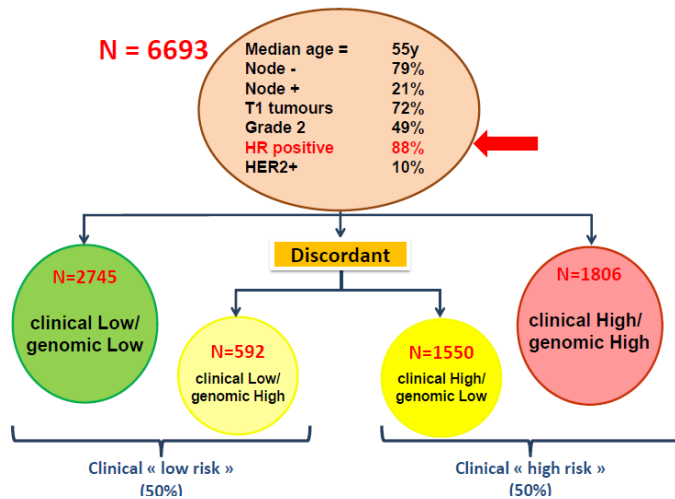 N = 6693
Median age = 55y
Node - 79%
Node + 21%
T1 tumours 72%
Grade 2 49%
HR positive 88%
HER2+ 10%
Discordant
N=2745
clinical Low/
genomic Low
N=592
clinical Low/
genomic High
N=1550
clinical High/
genomic Low
N=1806
clinical High/
genomic High
Clinical « low risk »
(50%)
Clinical « high risk »
(50%)